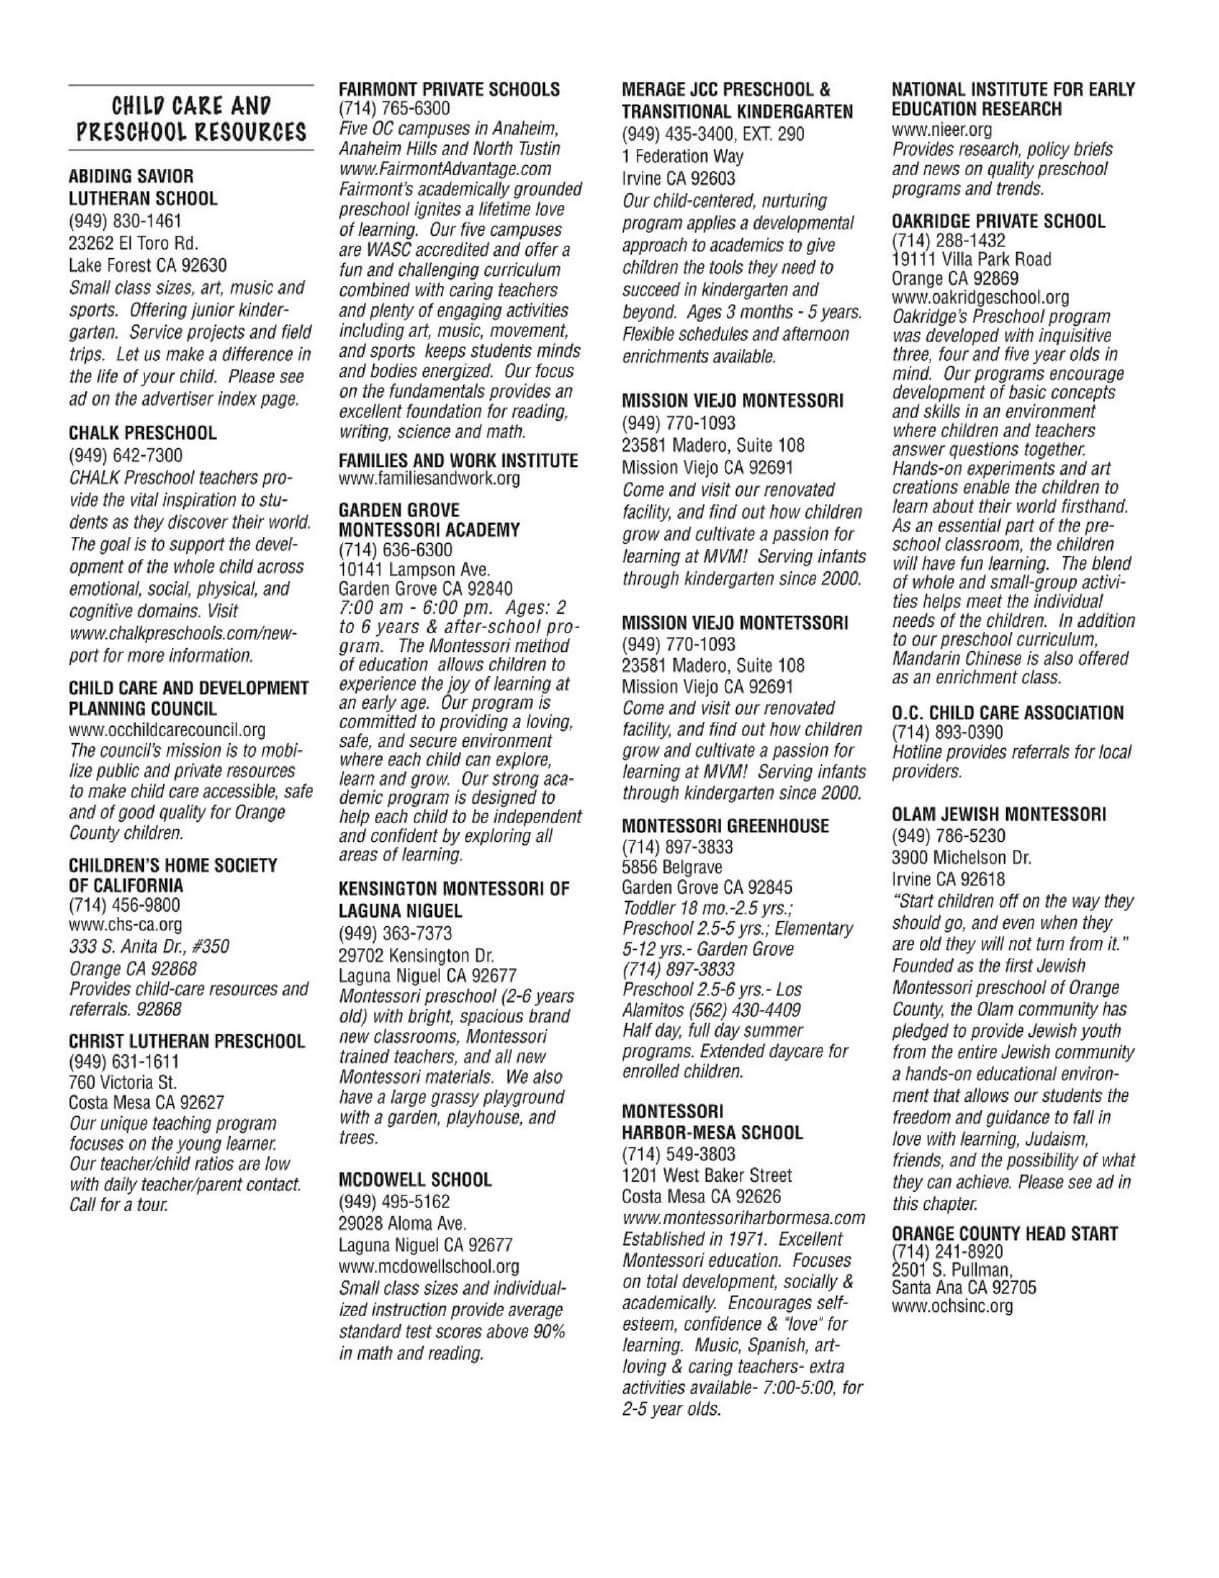 CHILD CARE AND
PRESCHOOL RESOURCES
ABIDING SAVIOR
LUTHERAN SCHOOL
(949) 830-1461
23262 El Toro Rd.
Lake Forest CA 92630
Small class sizes, art, music and
sports.  Offering junior kinder-
garten.  Service projects and field
trips.  Let us make a difference in
the life of your child.  Please see
ad on the advertiser index page.
CHALK PRESCHOOL
(949) 642-7300
CHALK Preschool teachers pro-
vide the vital inspiration to stu-
dents as they discover their world.
The goal is to support the devel-
opment of the whole child across
emotional, social, physical, and
cognitive domains. Visit
www.chalkpreschools.com/new-
port for more information.
CHILD CARE AND DEVELOPMENT
PLANNING COUNCIL
www.occhildcarecouncil.org
The council's mission is to mobi-
lize public and private resources
to make child care accessible, safe
and of good quality for Orange
County children.
CHILDREN'S HOME SOCIETY
OF CALIFORNIA
(714) 456-9800
www.chs-ca.org
333 S. Anita Dr., #350
Orange CA 92868
Provides child-care resources and
referrals. 92868
CHRIST LUTHERAN PRESCHOOL
(949) 631-1611
760 Victoria St.
Costa Mesa CA 92627
Our unique teaching program
focuses on the young learner.
Our teacher/child ratios are low
with daily teacher/parent contact.
Call for a tour.
FAIRMONT PRIVATE SCHOOLS
(714) 765-6300
Five OC campuses in Anaheim,
Anaheim Hills and North Tustin
www.FairmontAdvantage.com
Fairmont's academically grounded
preschool ignites a lifetime love
of learning.  Our five campuses
are WASC accredited and offer a
fun and challenging curriculum
combined with caring teachers
and plenty of engaging activities
including art, music, movement,
and sports  keeps students minds
and bodies energized.  Our focus
on the fundamentals provides an
excellent foundation for reading,
writing, science and math.
FAMILIES AND WORK INSTITUTE
www.familiesandwork.org
GARDEN GROVE
MONTESSORI ACADEMY
(714) 636-6300
10141 Lampson Ave.
Garden Grove CA 92840
7:00 am - 6:00 pm.  Ages: 2
to 6 years & after-school pro-
gram.  The Montessori method
of education  allows children to
experience the joy of learning at
an early age.  Our program is
committed to providing a loving,
safe, and secure environment
where each child can explore,
learn and grow.  Our strong aca-
demic program is designed to
help each child to be independent
and confident by exploring all
areas of learning.
KENSINGTON MONTESSORI OF
LAGUNA NIGUEL
(949) 363-7373
29702 Kensington Dr.
Laguna Niguel CA 92677
Montessori preschool (2-6 years
old) with bright, spacious brand
new classrooms, Montessori
trained teachers, and all new
Montessori materials.  We also
have a large grassy playground
with a garden, playhouse, and
trees.
MCDOWELL SCHOOL
(949) 495-5162
29028 Aloma Ave.
Laguna Niguel CA 92677
www.mcdowellschool.org
Small class sizes and individual-
ized instruction provide average
standard test scores above 90%
in math and reading.
MERAGE JCC PRESCHOOL &
TRANSITIONAL KINDERGARTEN
(949) 435-3400, EXT. 290
1 Federation Way
Irvine CA 92603
Our child-centered, nurturing
program applies a developmental
approach to academics to give
children the tools they need to
succeed in kindergarten and
beyond.  Ages 3 months - 5 years.
Flexible schedules and afternoon
enrichments available.
MISSION VIEJO MONTESSORI
(949) 770-1093
23581 Madero, Suite 108
Mission Viejo CA 92691
Come and visit our renovated
facility, and find out how children
grow and cultivate a passion for
learning at MVM!  Serving infants
through kindergarten since 2000.
MISSION VIEJO MONTETSSORI
(949) 770-1093
23581 Madero, Suite 108
Mission Viejo CA 92691
Come and visit our renovated
facility, and find out how children
grow and cultivate a passion for
learning at MVM!  Serving infants
through kindergarten since 2000.
MONTESSORI GREENHOUSE
(714) 897-3833
5856 Belgrave
Garden Grove CA 92845
Toddler 18 mo.-2.5 yrs.;
Preschool 2.5-5 yrs.; Elementary
5-12 yrs.- Garden Grove
(714) 897-3833
Preschool 2.5-6 yrs.- Los
Alamitos (562) 430-4409
Half day, full day summer
programs. Extended daycare for
enrolled children.
MONTESSORI
HARBOR-MESA SCHOOL
(714) 549-3803
1201 West Baker Street
Costa Mesa CA 92626
www.montessoriharbormesa.com
Established in 1971.  Excellent
Montessori education.  Focuses
on total development, socially &
academically.  Encourages self-
esteem, confidence & "love" for
learning.  Music, Spanish, art-
loving & caring teachers- extra
activities available- 7:00-5:00, for
2-5 year olds.
NATIONAL INSTITUTE FOR EARLY
EDUCATION RESEARCH
www.nieer.org
Provides research, policy briefs
and news on quality preschool
programs and trends.
OAKRIDGE PRIVATE SCHOOL
(714) 288-1432
19111 Villa Park Road
Orange CA 92869
www.oakridgeschool.org
Oakridge's Preschool program
was developed with inquisitive
three, four and five year olds in
mind.  Our programs encourage
development of basic concepts
and skills in an environment
where children and teachers
answer questions together.
Hands-on experiments and art
creations enable the children to
learn about their world firsthand.
As an essential part of the pre-
school classroom, the children
will have fun learning.  The blend
of whole and small-group activi-
ties helps meet the individual
needs of the children.  In addition
to our preschool curriculum,
Mandarin Chinese is also offered
as an enrichment class.
O.C. CHILD CARE ASSOCIATION
(714) 893-0390
Hotline provides referrals for local
providers.
OLAM JEWISH MONTESSORI
(949) 786-5230
3900 Michelson Dr.
Irvine CA 92618
“Start children off on the way they
should go, and even when they
are old they will not turn from it.”
Founded as the first Jewish
Montessori preschool of Orange
County, the Olam community has
pledged to provide Jewish youth
from the entire Jewish community
a hands-on educational environ-
ment that allows our students the
freedom and guidance to fall in
love with learning, Judaism,
friends, and the possibility of what
they can achieve. Please see ad in
this chapter.
ORANGE COUNTY HEAD START
(714) 241-8920
2501 S. Pullman,
Santa Ana CA 92705
www.ochsinc.org